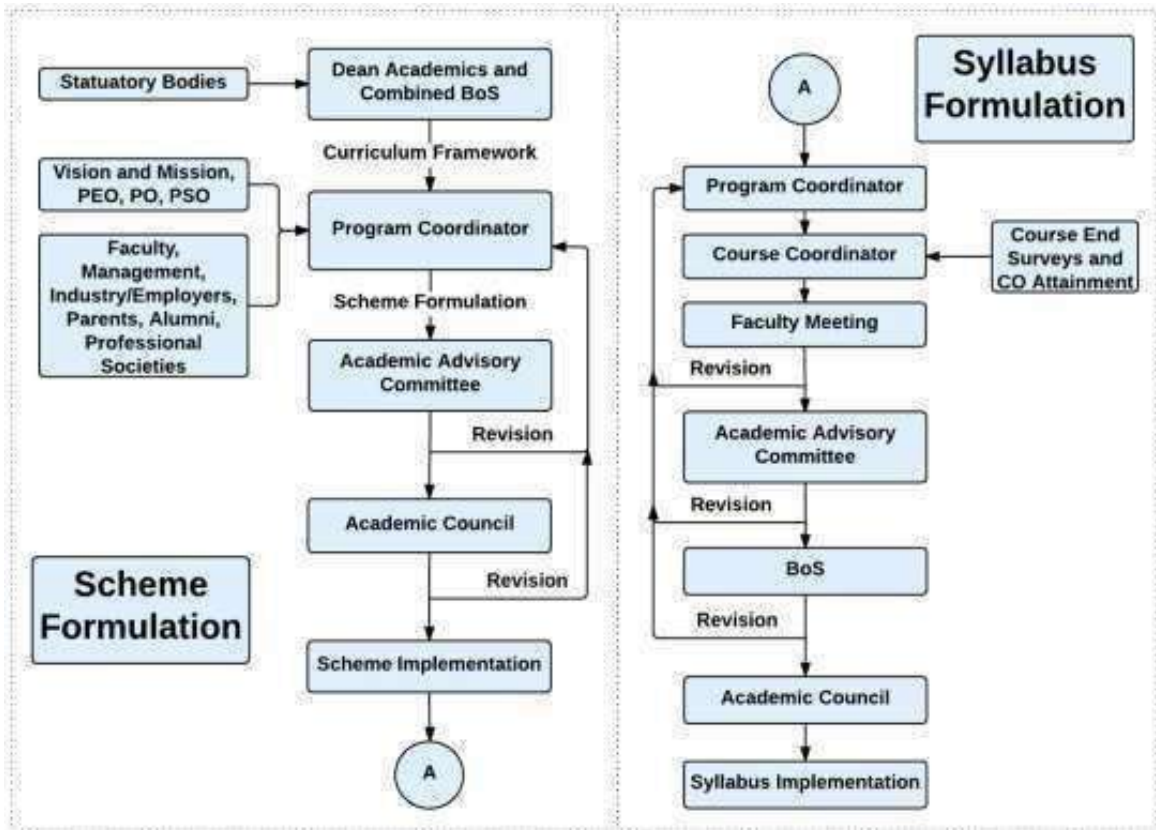 Statuatory Bodies
Dean Academics and
Combined BoS
Curriculum Framework
Vision and Mission,
PEO, PO, PSO
Program Coordinator
Faculty,
Management,
Industry/Employers,
Parents, Alumni,
Professional
Societies
Scheme Formulation
Academic Advisory
Committee
Revision
Academic Council
Revision
Scheme
Formulation
Scheme Implementation
A
Syllabus
Formulation
A
Program Coordinator
Course Coordinator
Course End
Surveys and
CO Attainment
Faculty Meeting
Revision
Academic Advisory
Committee
Revision
BoS
Revision
Academic Council
Syllabus Implementation